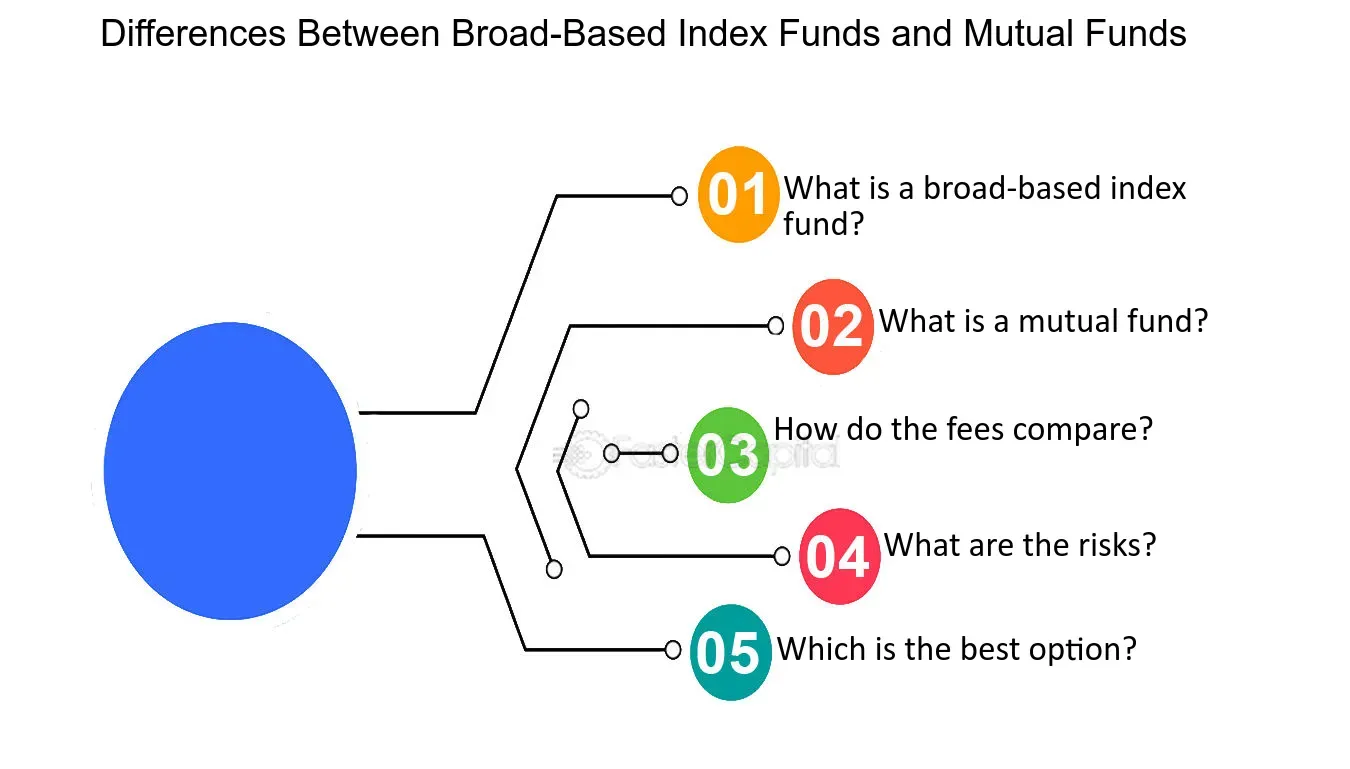 Differences Between Broad-Based Index Funds and Mutual Funds
01
What is a broad-based index
fund?
02
What is a mutual fund?
03
How do the fees compare?
04
What are the risks?
05
Which is the best option?